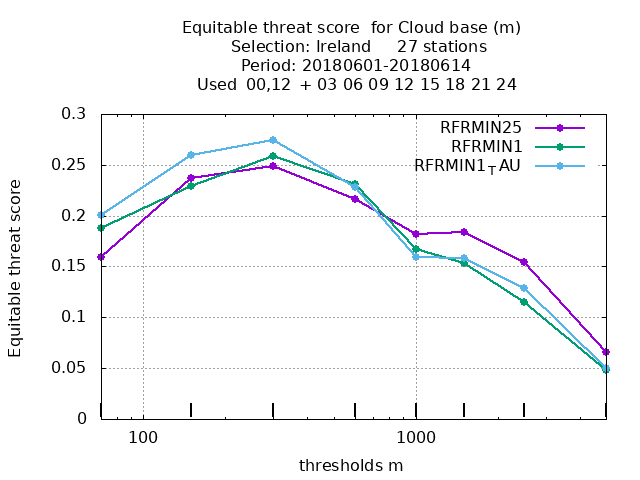 Equitable threat score  for Cloud base (m)
Selection: Ireland     27 stations
Period: 20180601-20180614
Used  00,12  + 03 06 09 12 15 18 21 24
0.3
RFRMIN25
RFRMIN1
RFRMIN1TAU
0.25
0.2
0.15
0.1
0.05
0
Equitable threat score
100
1000
thresholds m